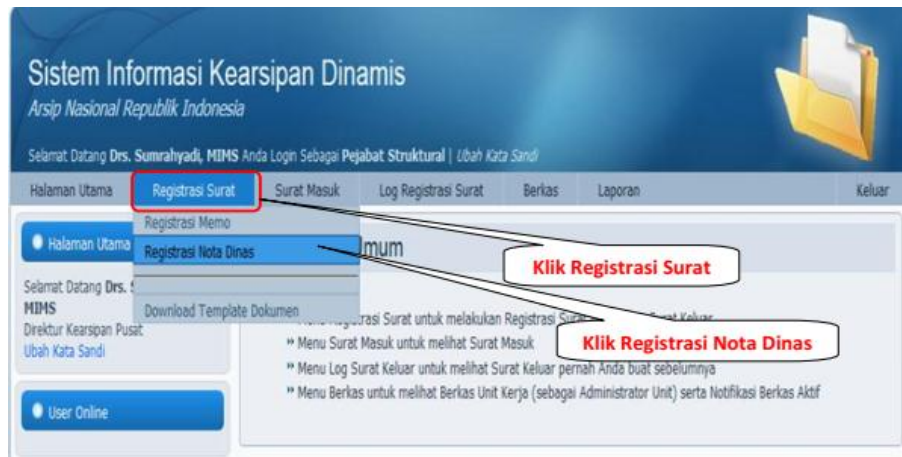 Sistem Informasi Kearsipan Dinamis
Arsip Nasional Republik Indonesia
Selamat Datang Drs. Sumrahyadi, MIMS Anda Login Sebagai Pejabat Struktural | Ubah Kata Sandi
Halaman Utama Registrasi Surat Surat Masuk Log Registrasi Surat Berkas Laporan Keluar
Registrasi Memo
Halaman Utama
Registrasi Nota Dinas
Klik Registrasi Surat
Selamat Datang Drs.
MIMS
Download Template Dokumen
Direktur Kearsipan Pusat
Ubah Kata Sandi
Surat untuk melakukan Registrasi Keluar
Klik Registrasi Nota Dinas
» Menu Surat Masuk untuk melihat Surat Masuk
» Menu Log Surat Keluar untuk melihat Surat Keluar pernah Anda buat sebelumnya
» Menu Berkas untuk melihat Berkas Unit Kerja (sebagai Administrator Unit) serta Notifikasi Berkas Aktif
User Online